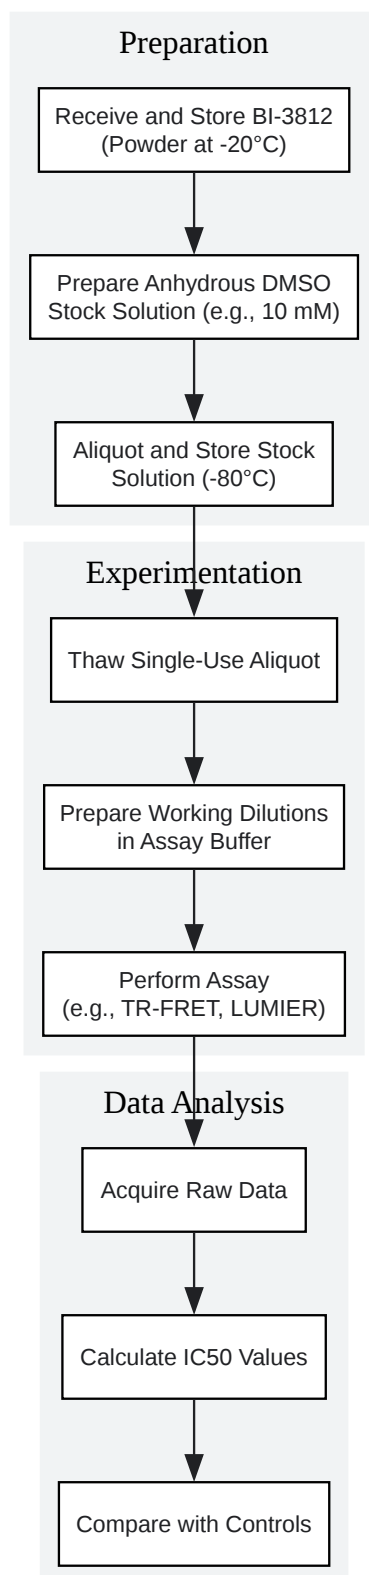 Preparation
Receive and Store BI-3812
(Powder at -20°C)
Prepare Anhydrous DMSO
Stock Solution (e.g., 10 mM)
Aliquot and Store Stock
Solution (-80°C)
Experimentation
Thaw Single-Use Aliquot
Prepare Working Dilutions
in Assay Buffer
Perform Assay
(e.g., TR-FRET, LUMIER)
Data Analysis
Acquire Raw Data
Calculate IC50 Values
Compare with Controls